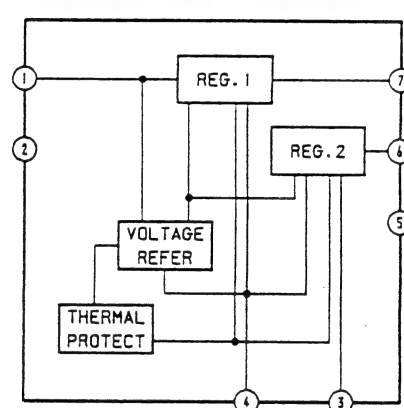 1
REG.1
7
2
REG.2
6
5
VOLTAGE
REFER
THERMAL
PROTECT
4
3